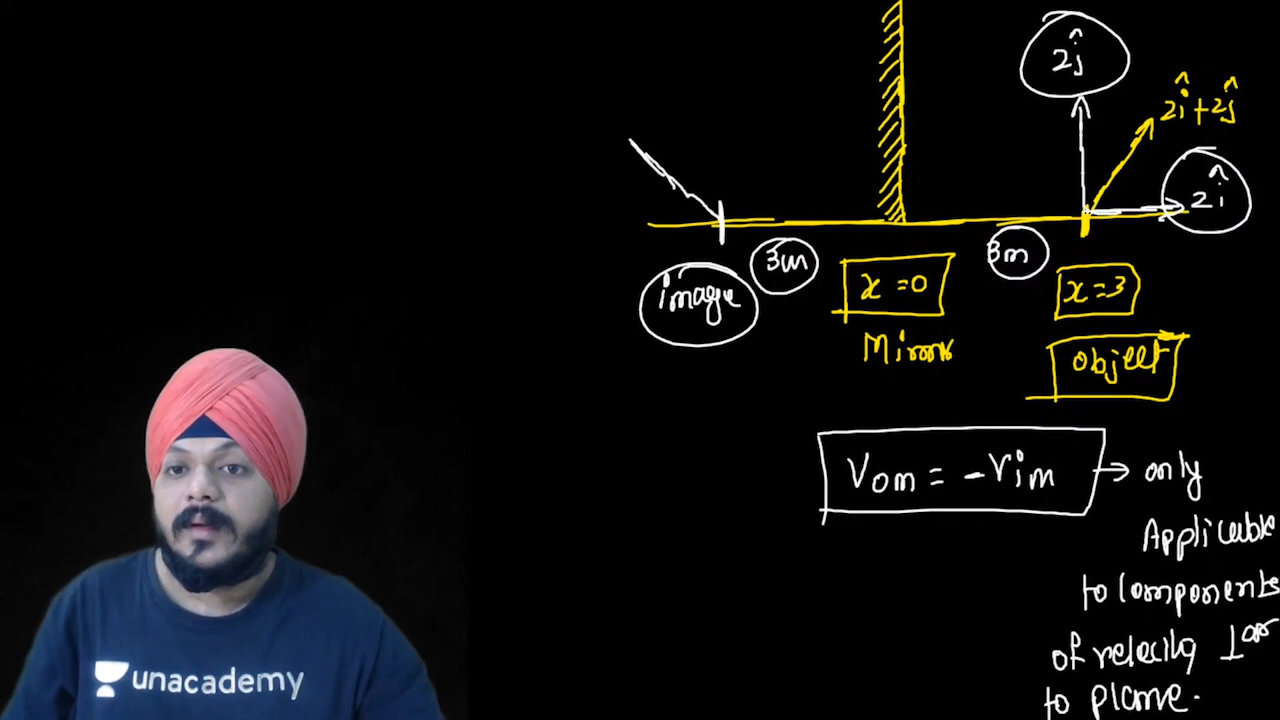 2ĵ
2î+2ĵ
2î
3m
3m
image
x=0
x=3
Mirror
object
Vom = -Vim → only
Applicable
to components
of velocity ⊥ar
to plane.
unacademy